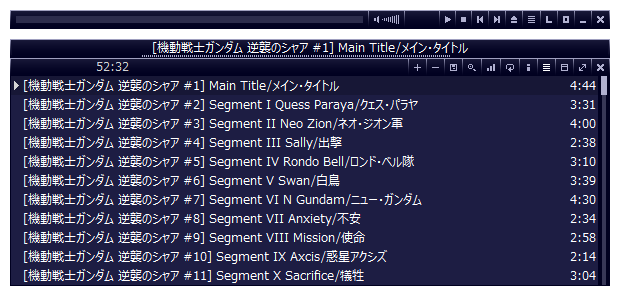 [機動戦士ガンダム 逆襲のシャア #1] Main Title/メイン・タイトル
52:32
[機動戦士ガンダム 逆襲のシャア #1] Main Title/メイン・タイトル 4:44
[機動戦士ガンダム 逆襲のシャア #2] Segment I Quess Paraya/クェス・パラヤ 3:31
[機動戦士ガンダム 逆襲のシャア #3] Segment II Neo Zion/ネオ・ジオン軍 4:00
[機動戦士ガンダム 逆襲のシャア #4] Segment III Sally/出撃 2:38
[機動戦士ガンダム 逆襲のシャア #5] Segment IV Rondo Bell/ロンド・ベル隊 3:10
[機動戦士ガンダム 逆襲のシャア #6] Segment V Swan/白鳥 3:39
[機動戦士ガンダム 逆襲のシャア #7] Segment VI N Gundam/ニュー・ガンダム 4:30
[機動戦士ガンダム 逆襲のシャア #8] Segment VII Anxiety/不安 2:34
[機動戦士ガンダム 逆襲のシャア #9] Segment VIII Mission/使命 2:58
[機動戦士ガンダム 逆襲のシャア #10] Segment IX Axcis/惑星アクシズ 2:14
[機動戦士ガンダム 逆襲のシャア #11] Segment X Sacrifice/犠牲 3:04